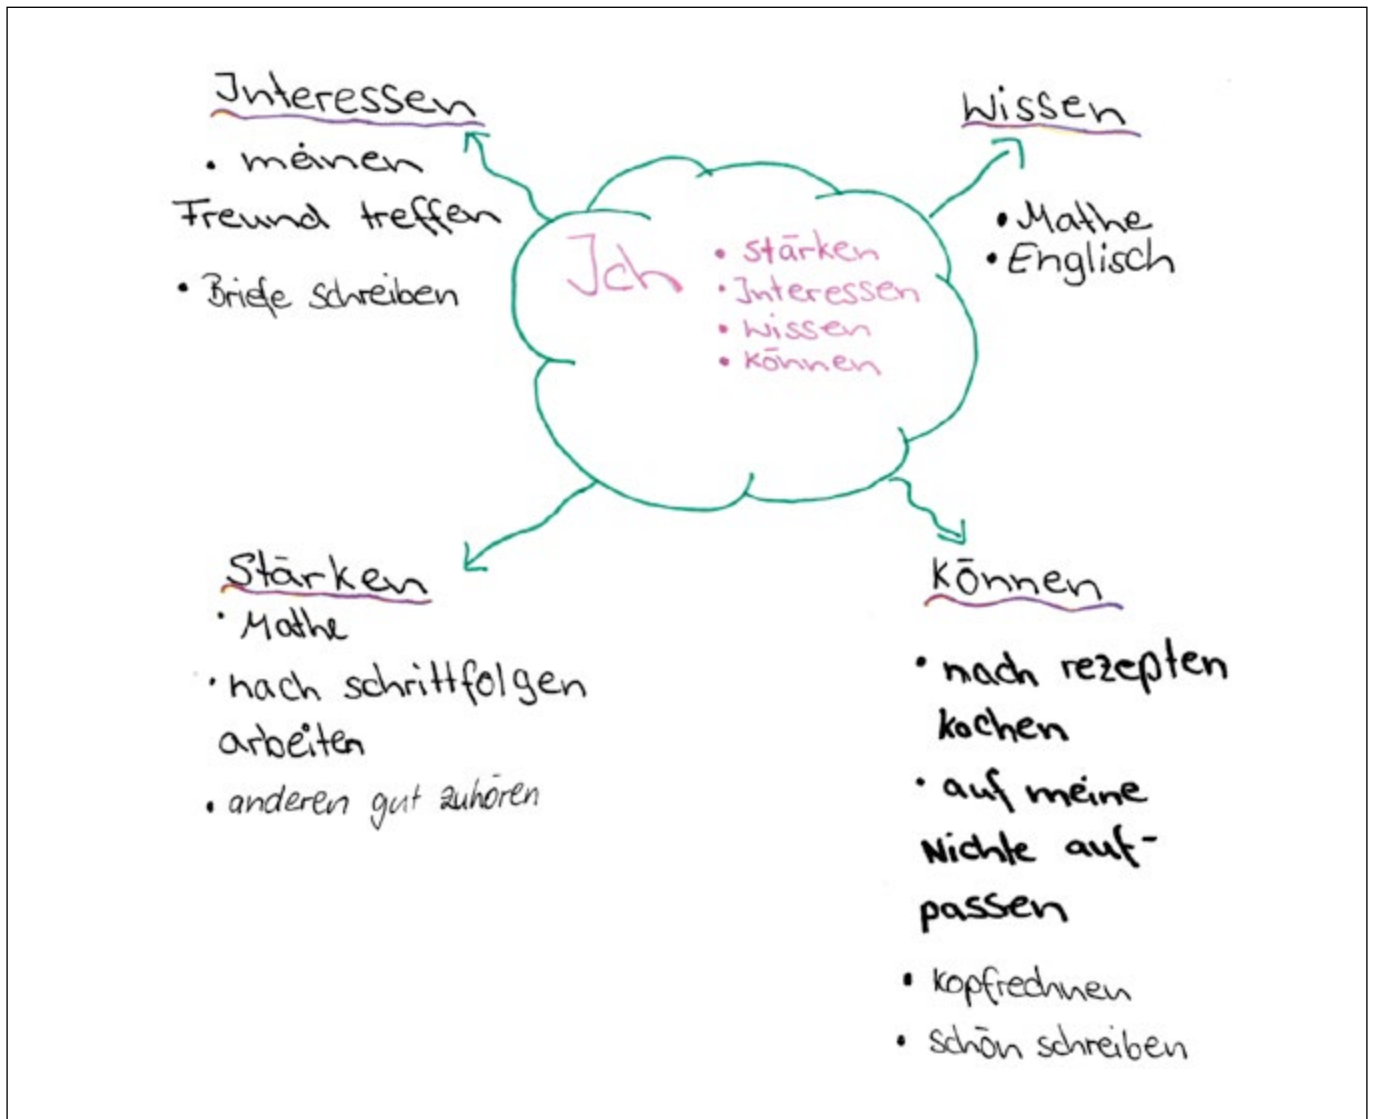 Interessen
• meinen
Freund treffen
• Briefe schreiben
Wissen
• Mathe
• Englisch
Ich
• Stärken
• Interessen
• Wissen
• Können
Stärken
• Mathe
• nach schrittfolgen
arbeiten
• anderen gut zuhören
Können
• nach rezepten
kochen
• auf meine
Nichte auf-
passen
• Kopfrechnen
• schön schreiben